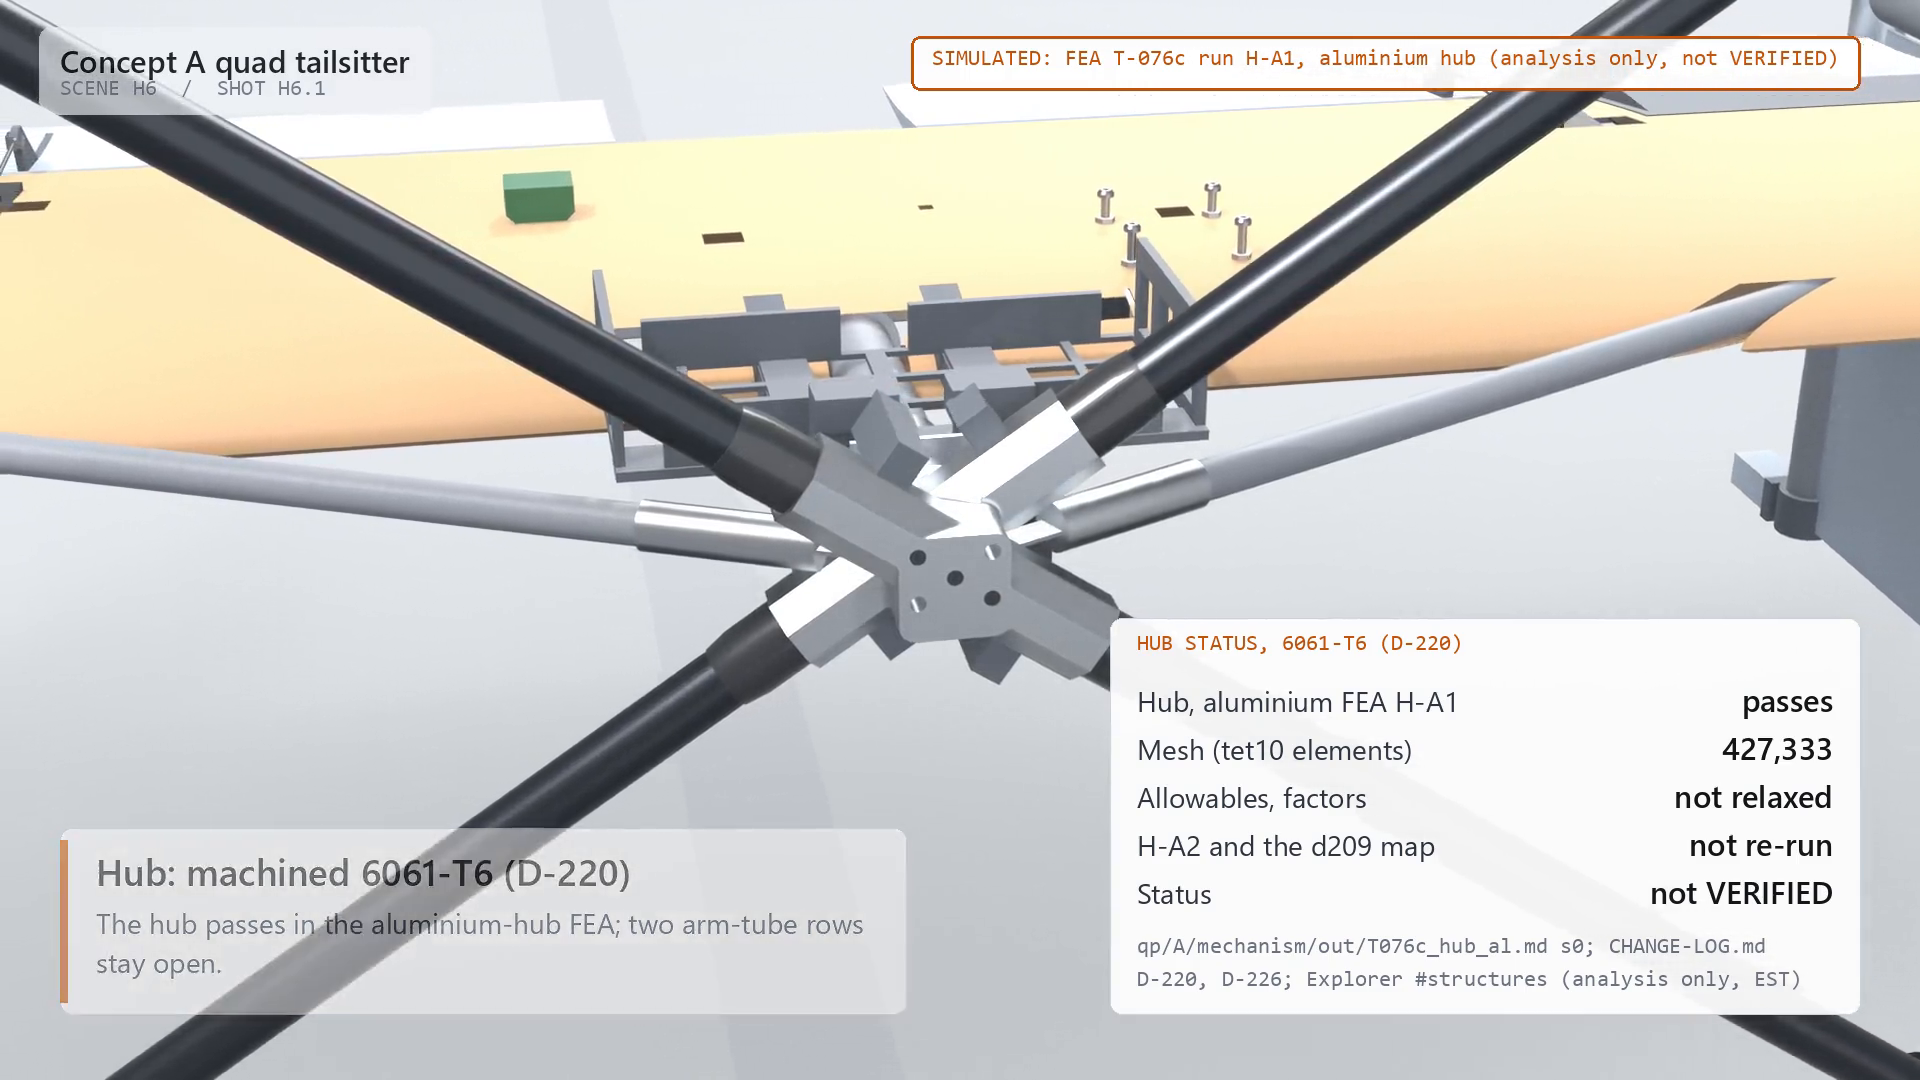 Concept A quad tailsitter
SCENE H6 / SHOT H6.1
SIMULATED: FEA T-076c run H-A1, aluminium hub (analysis only, not VERIFIED)
HUB STATUS, 6061-T6 (D-220)
Hub, aluminium FEA H-A1 passes
Mesh (tet10 elements) 427,333
Allowables, factors not relaxed
H-A2 and the d209 map not re-run
Status not VERIFIED
qp/A/mechanism/out/T076c_hub_al.md s0; CHANGE-LOG.md
D-220, D-226; Explorer #structures (analysis only, EST)
Hub: machined 6061-T6 (D-220)
The hub passes in the aluminium-hub FEA; two arm-tube rows
stay open.